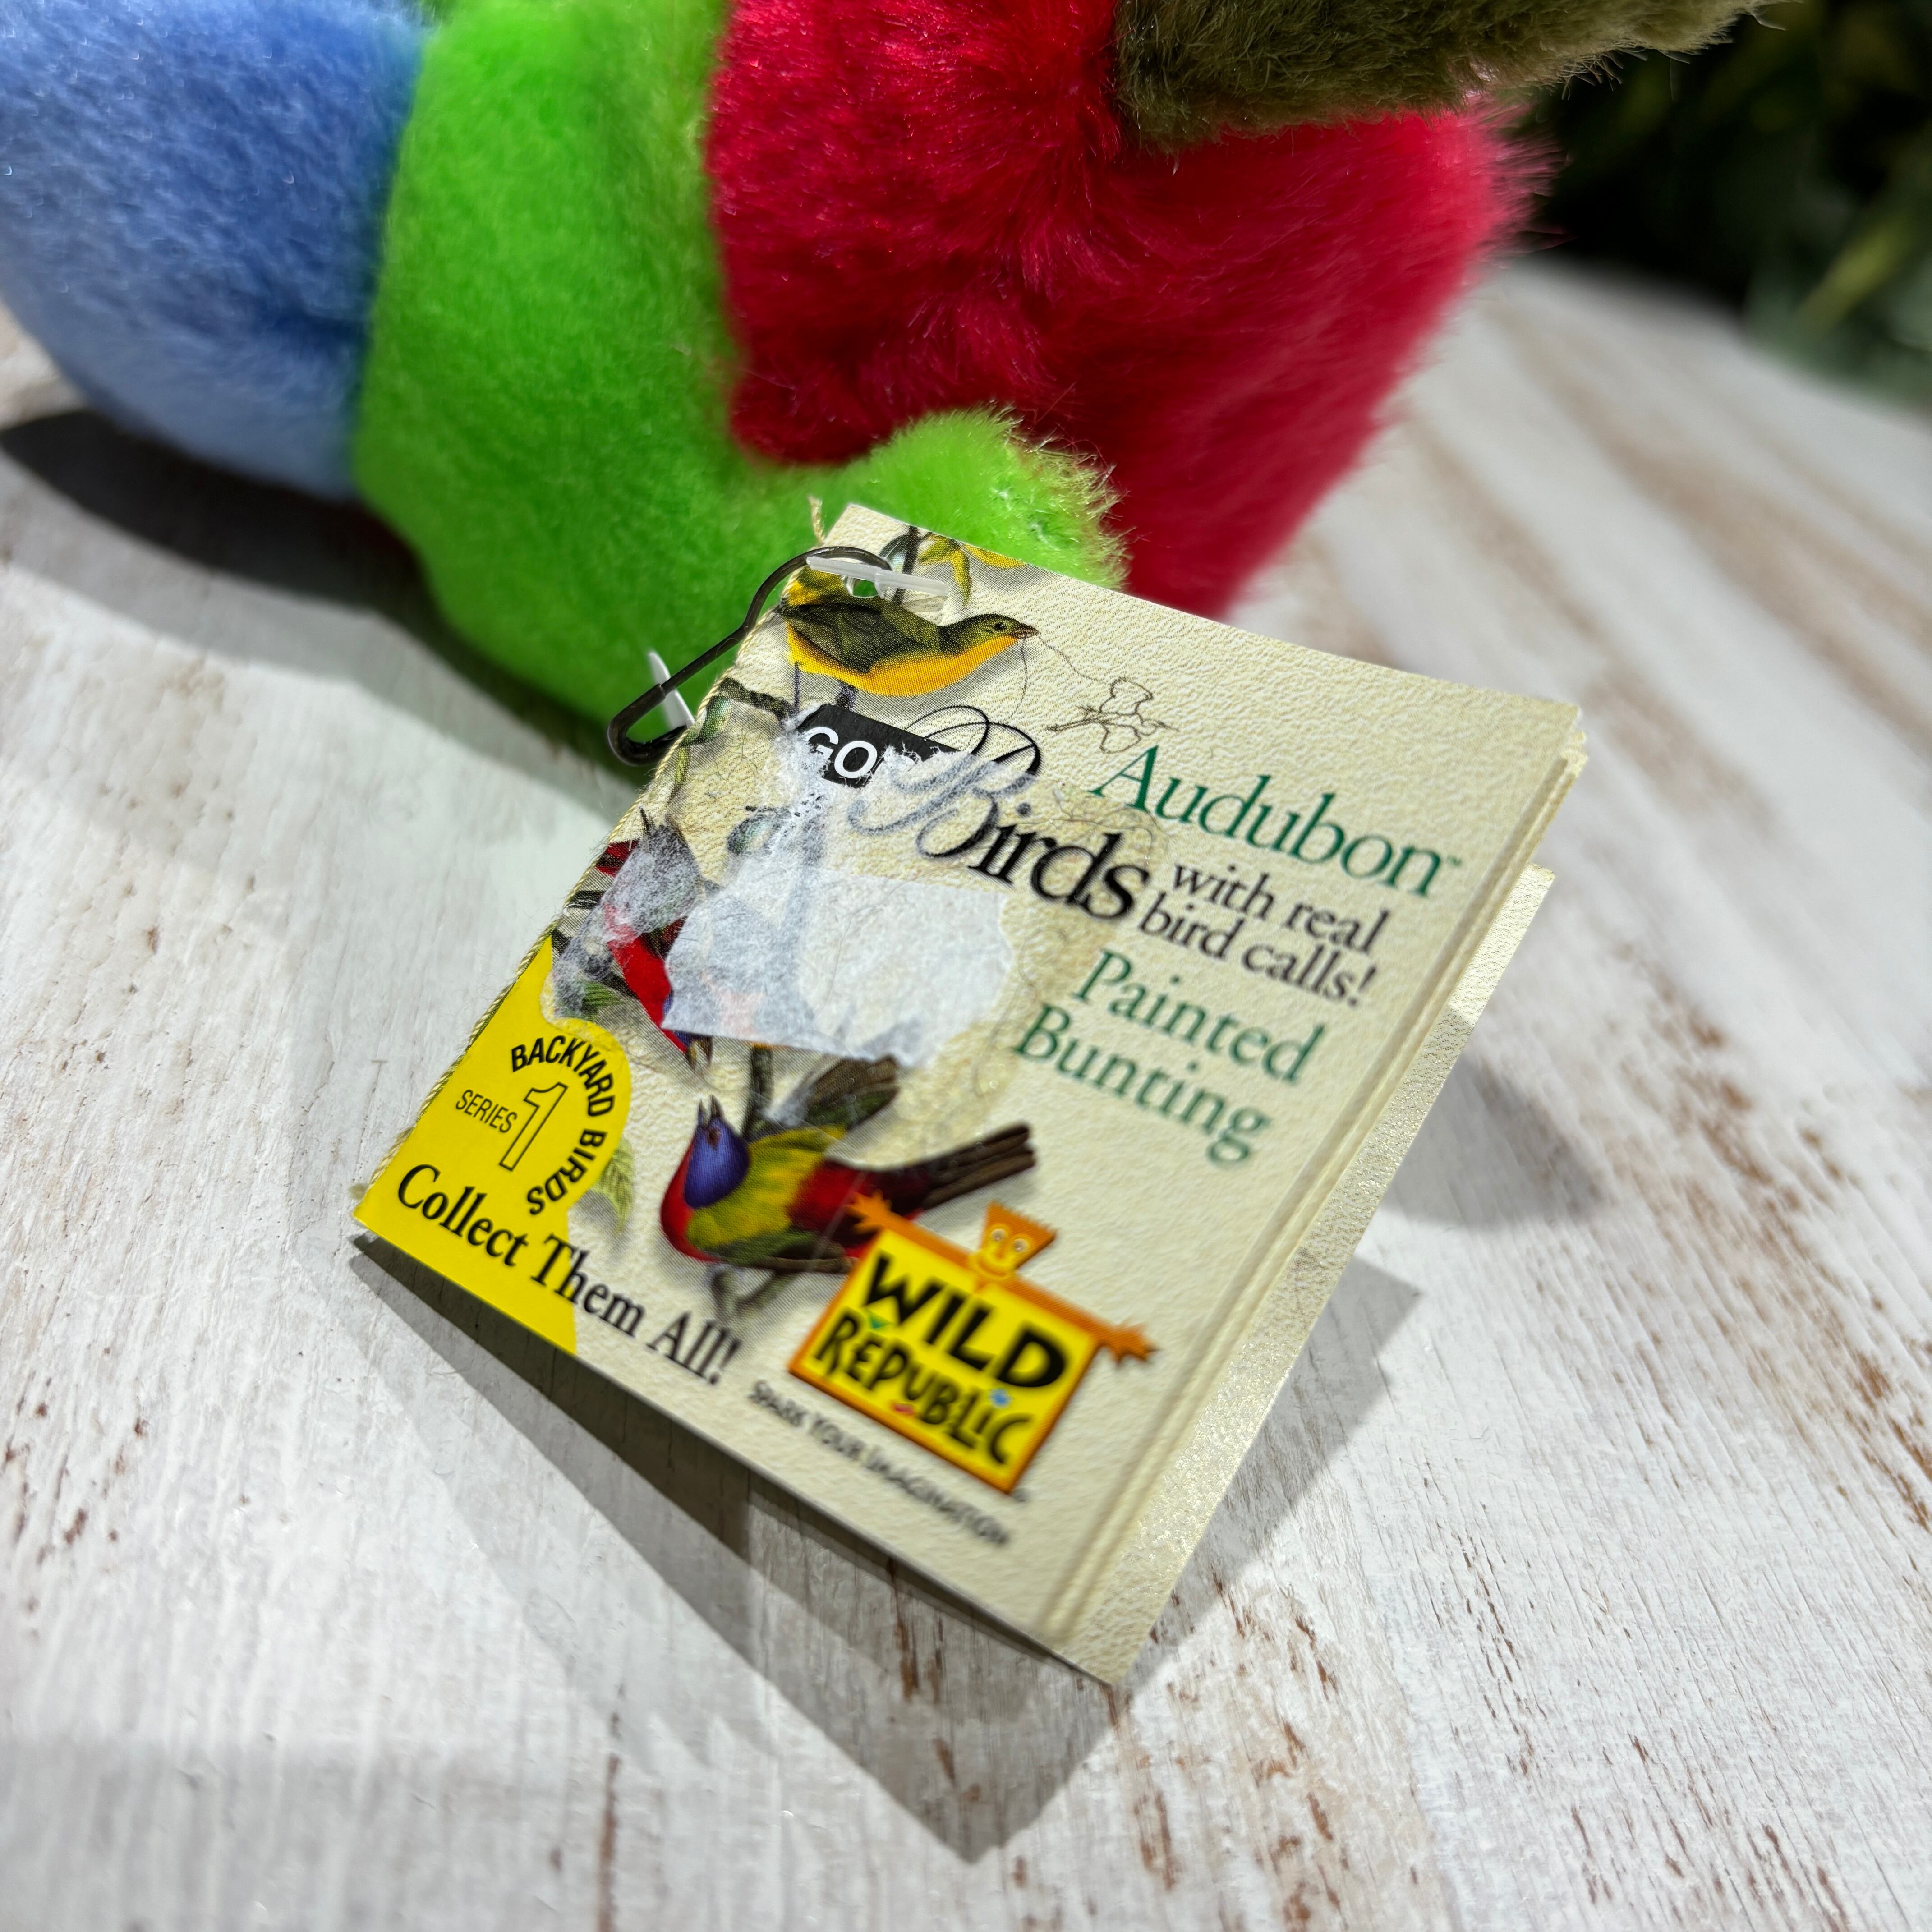 GO
Audubon™
Birds with real
bird calls!
Painted
Bunting
BACKYARD BIRDS
SERIES 1
Collect Them All!
WILD
REPUBLIC
SPARK YOUR IMAGINATION